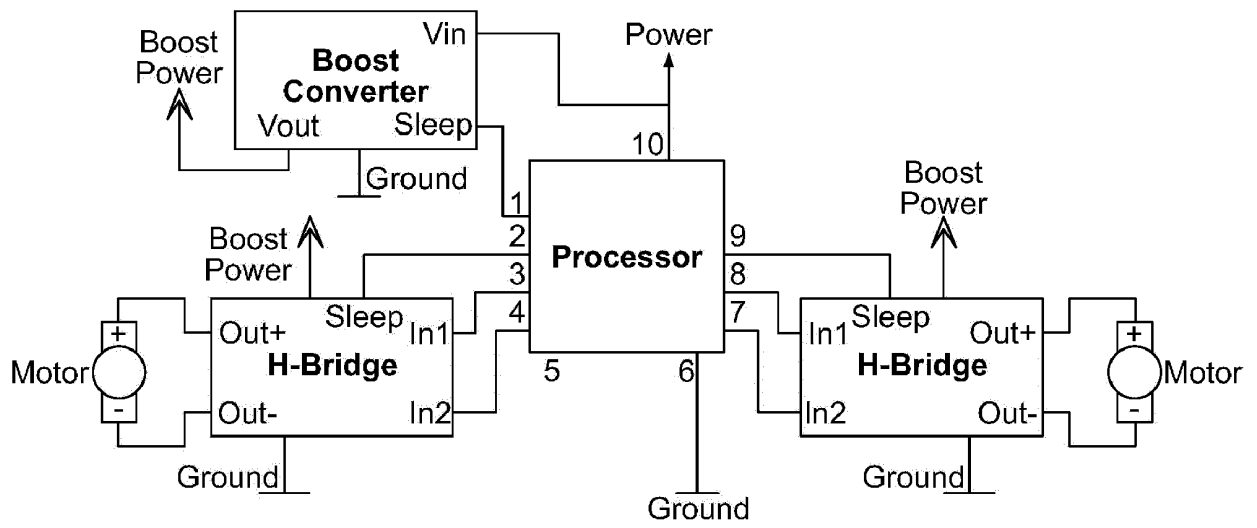 Boost
Power
Vin
Boost
Converter
Vout
Sleep
Ground
Power
10
1
2
3
4
5
6
7
8
9
Processor
Ground
Boost
Power
Sleep
Out+
In1
H-Bridge
Out-
In2
Motor
+
-
Ground
Boost
Power
Sleep
In1
Out+
H-Bridge
In2
Out-
+
-
Motor
Ground